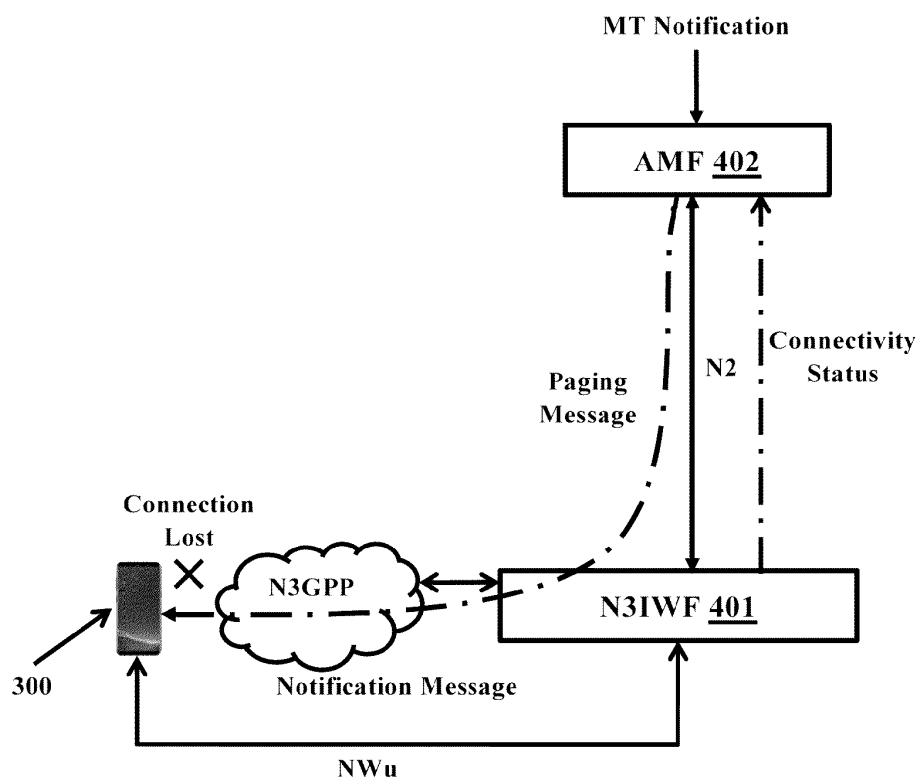 MT Notification
AMF 402
Paging
Message
N2
Connectivity
Status
Connection
Lost
N3GPP
N3IWF 401
300
Notification Message
NWu